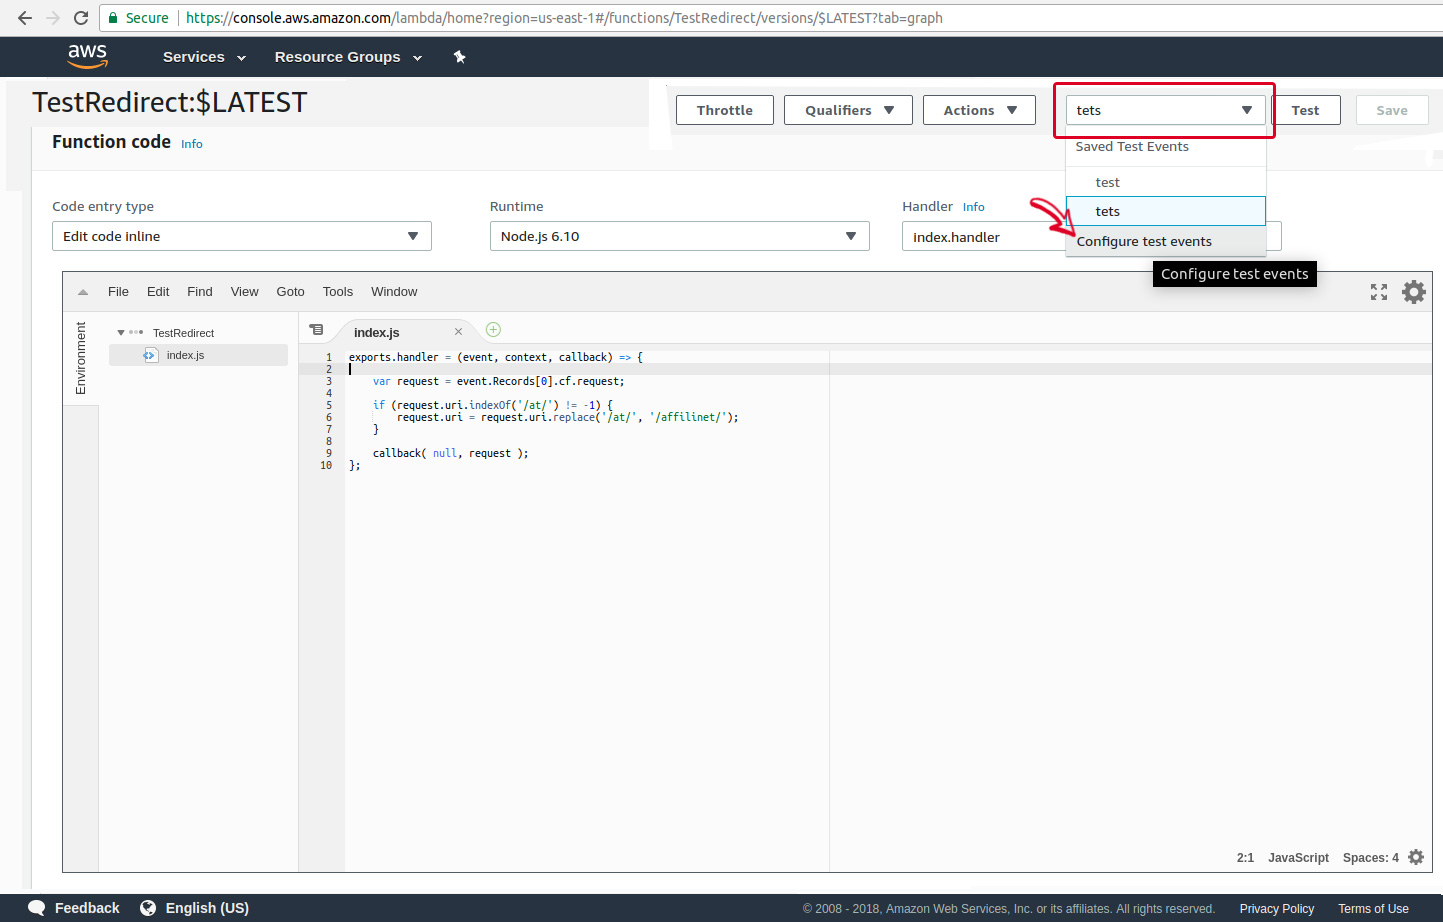 Secure https://console.aws.amazon.com/lambda/home?region=us-east-1#/functions/TestRedirect/versions/$LATEST?tab=graph
aws Services Resource Groups
TestRedirect:$LATEST
Throttle Qualifiers Actions tets Test Save
Function code Info
Saved Test Events
test
tets
Configure test events
Configure test events
Code entry type Runtime Handler Info
Edit code inline Node.js 6.10 index.handler
File Edit Find View Goto Tools Window
Environment
TestRedirect
index.js
index.js
1 exports.handler = (event, context, callback) => {
2
3 var request = event.Records[0].cf.request;
4
5 if (request.uri.indexOf('/at/') != -1) {
6 request.uri = request.uri.replace('/at/', '/affilinet/');
7 }
8
9 callback( null, request );
10 };
2:1 JavaScript Spaces: 4
Feedback English (US) © 2008 - 2018, Amazon Web Services, Inc. or its affiliates. All rights reserved. Privacy Policy Terms of Use